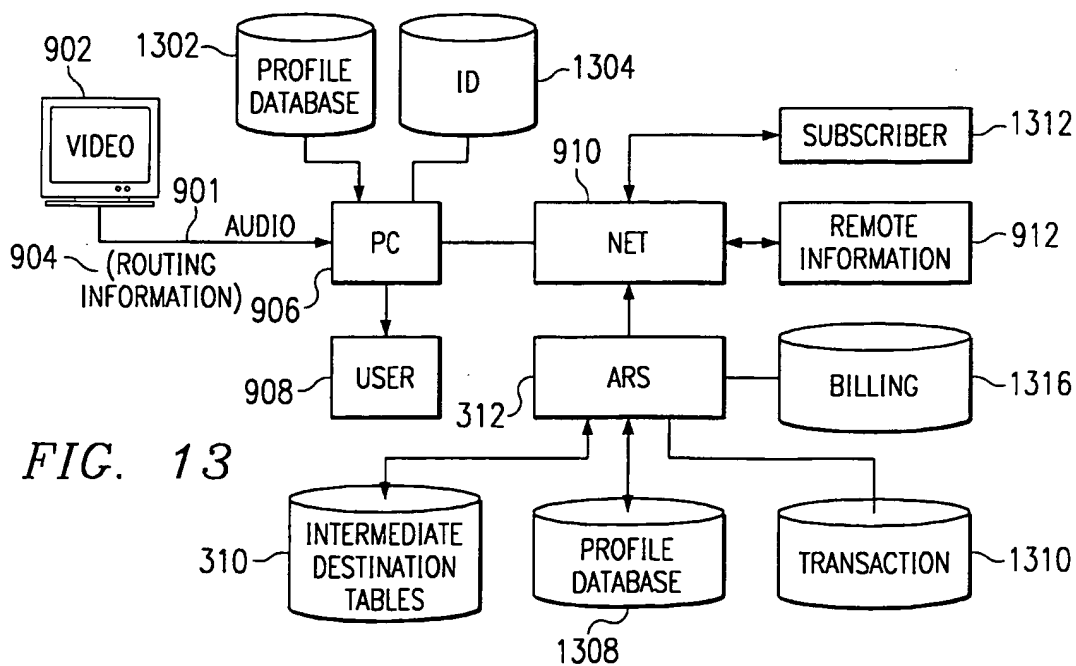 1302
902
PROFILE
DATABASE
ID
1304
VIDEO
901
AUDIO
904
(ROUTING
INFORMATION)
PC
906
910
NET
SUBSCRIBER
1312
REMOTE
INFORMATION
912
USER
908
ARS
312
BILLING
1316
FIG. 13
INTERMEDIATE
DESTINATION
TABLES
310
PROFILE
DATABASE
1308
TRANSACTION
1310